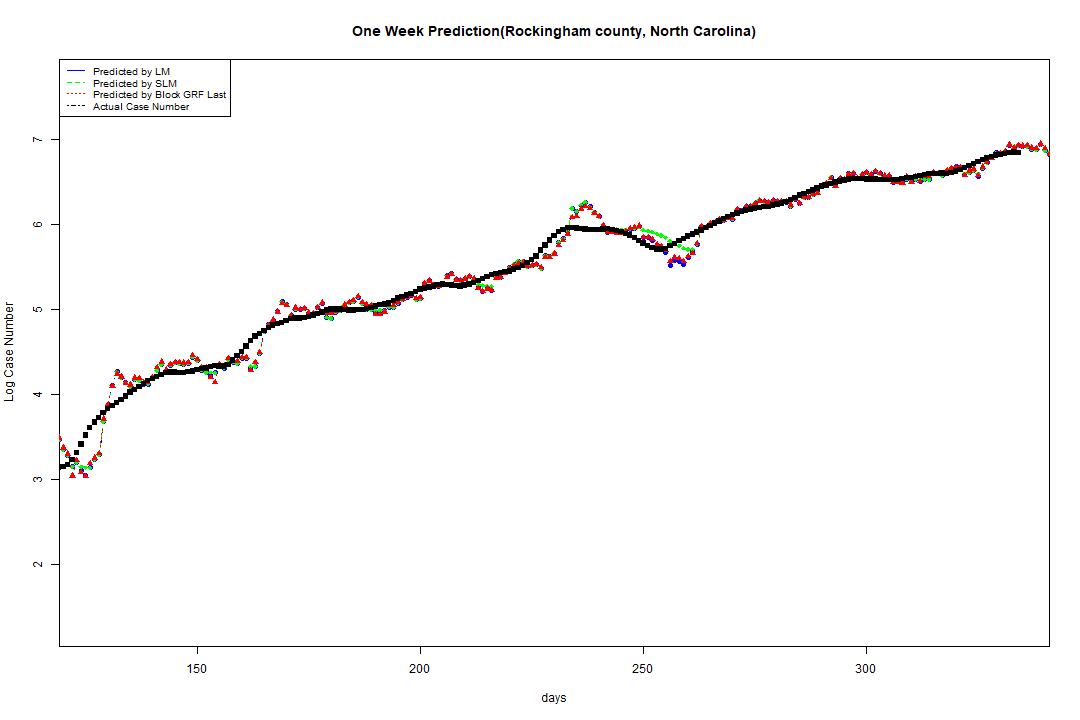 One Week Prediction(Rockingham county, North Carolina)
Predicted by LM
Predicted by SLM
Predicted by Block GRF Last
Actual Case Number
7
6
5
4
3
2
Log Case Number
150 200 250 300
days